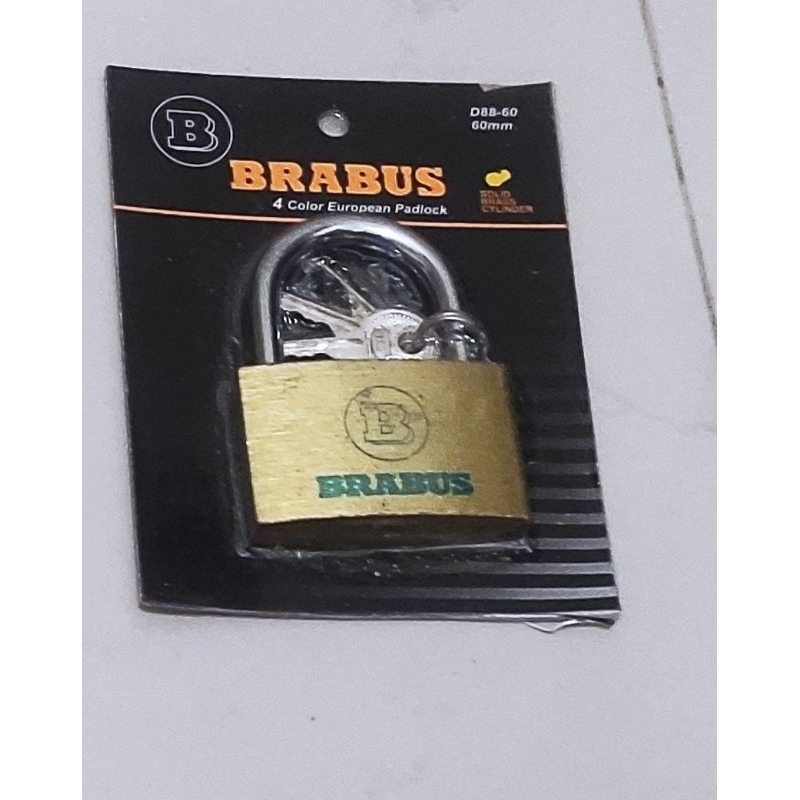 B
D8B-60
60mm
BRABUS
4 Color European Padlock
SOLID
BRASS
CYLINDER
B
BRABUS